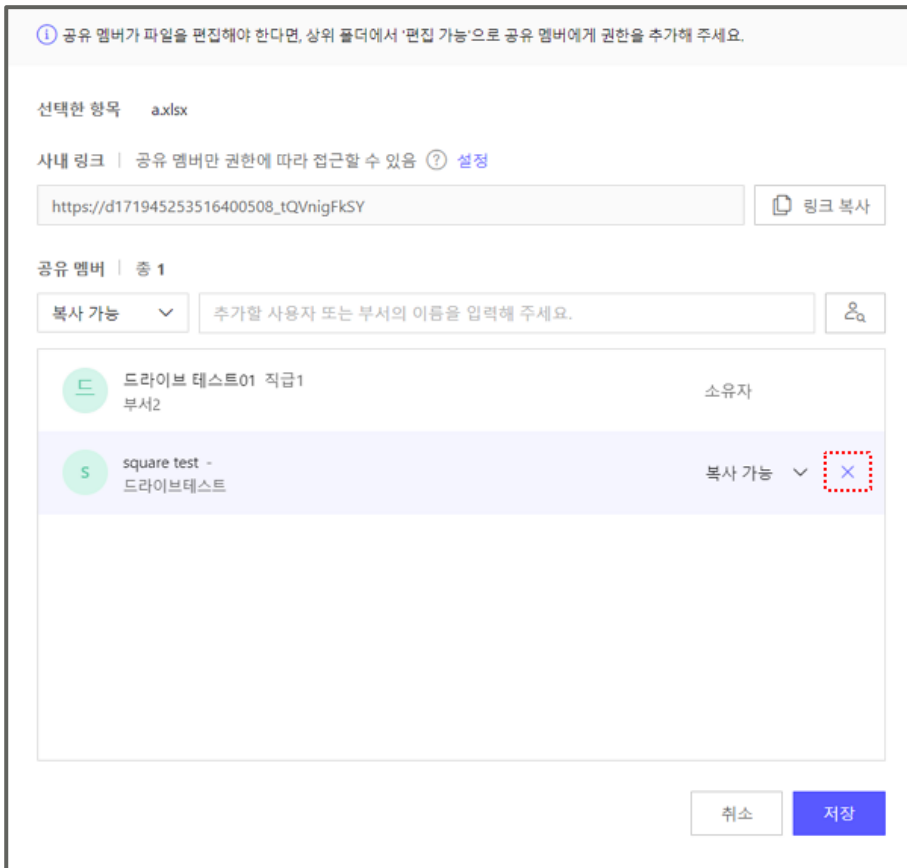 공유 멤버가 파일을 편집해야 한다면, 상위 폴더에서 '편집 가능'으로 공유 멤버에게 권한을 추가해 주세요.
선택한 항목 a.xlsx
사내 링크 | 공유 멤버만 권한에 따라 접근할 수 있음 ? 설정
https://d171945253516400508_tQVnigFkSY 링크 복사
공유 멤버 | 총 1
복사 가능 추가할 사용자 또는 부서의 이름을 입력해 주세요.
드 드라이브 테스트01 직급1 소유자
부서2
s square test - 복사 가능
드라이브테스트
취소 저장